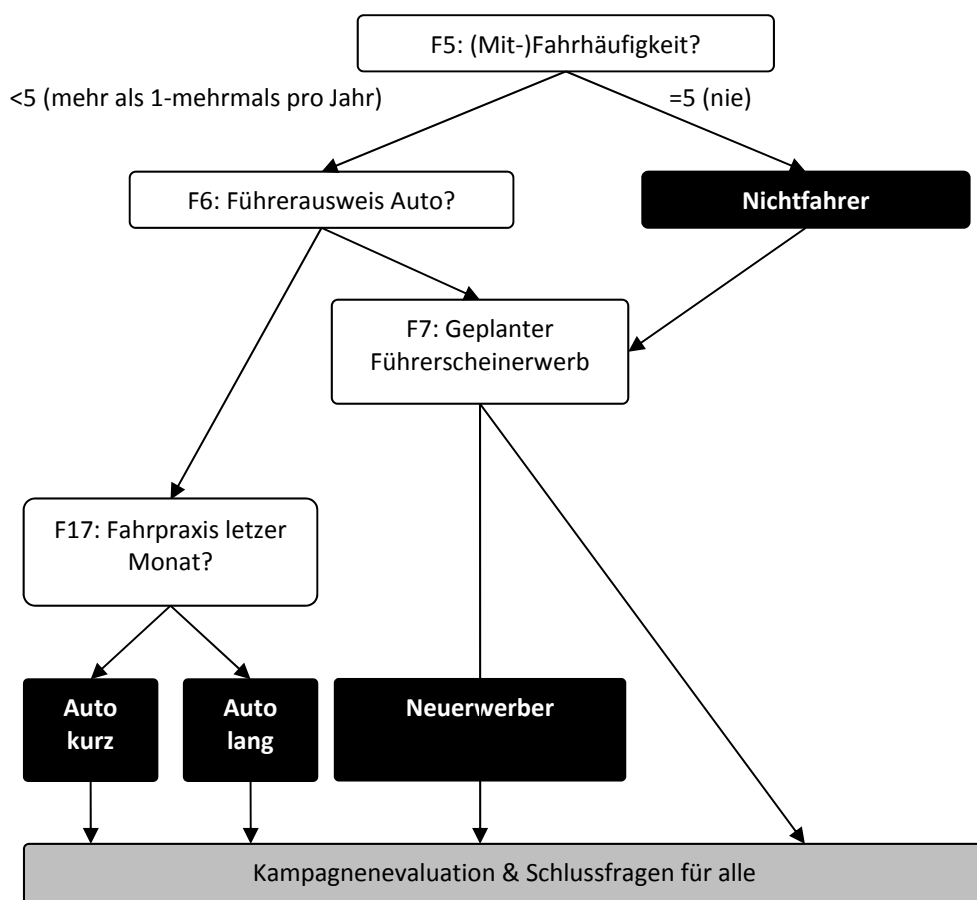 F5: (Mit-)Fahrhäufigkeit?
<5 (mehr als 1-mehrmals pro Jahr)
=5 (nie)
F6: Führerausweis Auto?
Nichtfahrer
F7: Geplanter
Führerscheinerwerb
F17: Fahrpraxis letzer
Monat?
Auto
kurz
Auto
lang
Neuerwerber
Kampagnenevaluation & Schlussfragen für alle